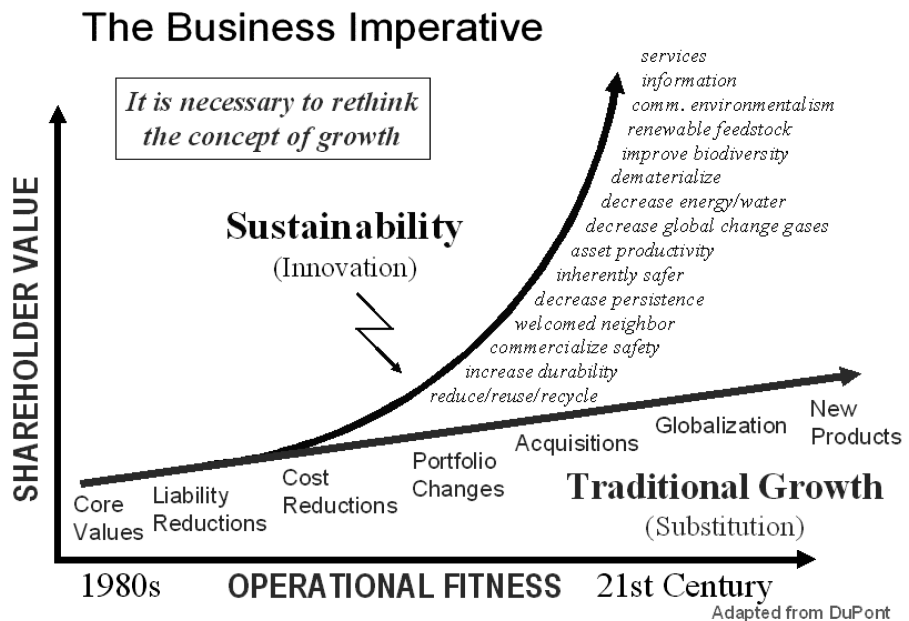 The Business Imperative
It is necessary to rethink
the concept of growth
services
information
comm. environmentalism
renewable feedstock
improve biodiversity
dematerialize
decrease energy/water
decrease global change gases
asset productivity
inherently safer
decrease persistence
welcomed neighbor
commercialize safety
increase durability
reduce/reuse/recycle
Sustainability
(Innovation)
SHAREHOLDER VALUE
Core
Values
Liability
Reductions
Cost
Reductions
Portfolio
Changes
Acquisitions
Globalization
New
Products
Traditional Growth
(Substitution)
1980s
OPERATIONAL FITNESS
21st Century
Adapted from DuPont